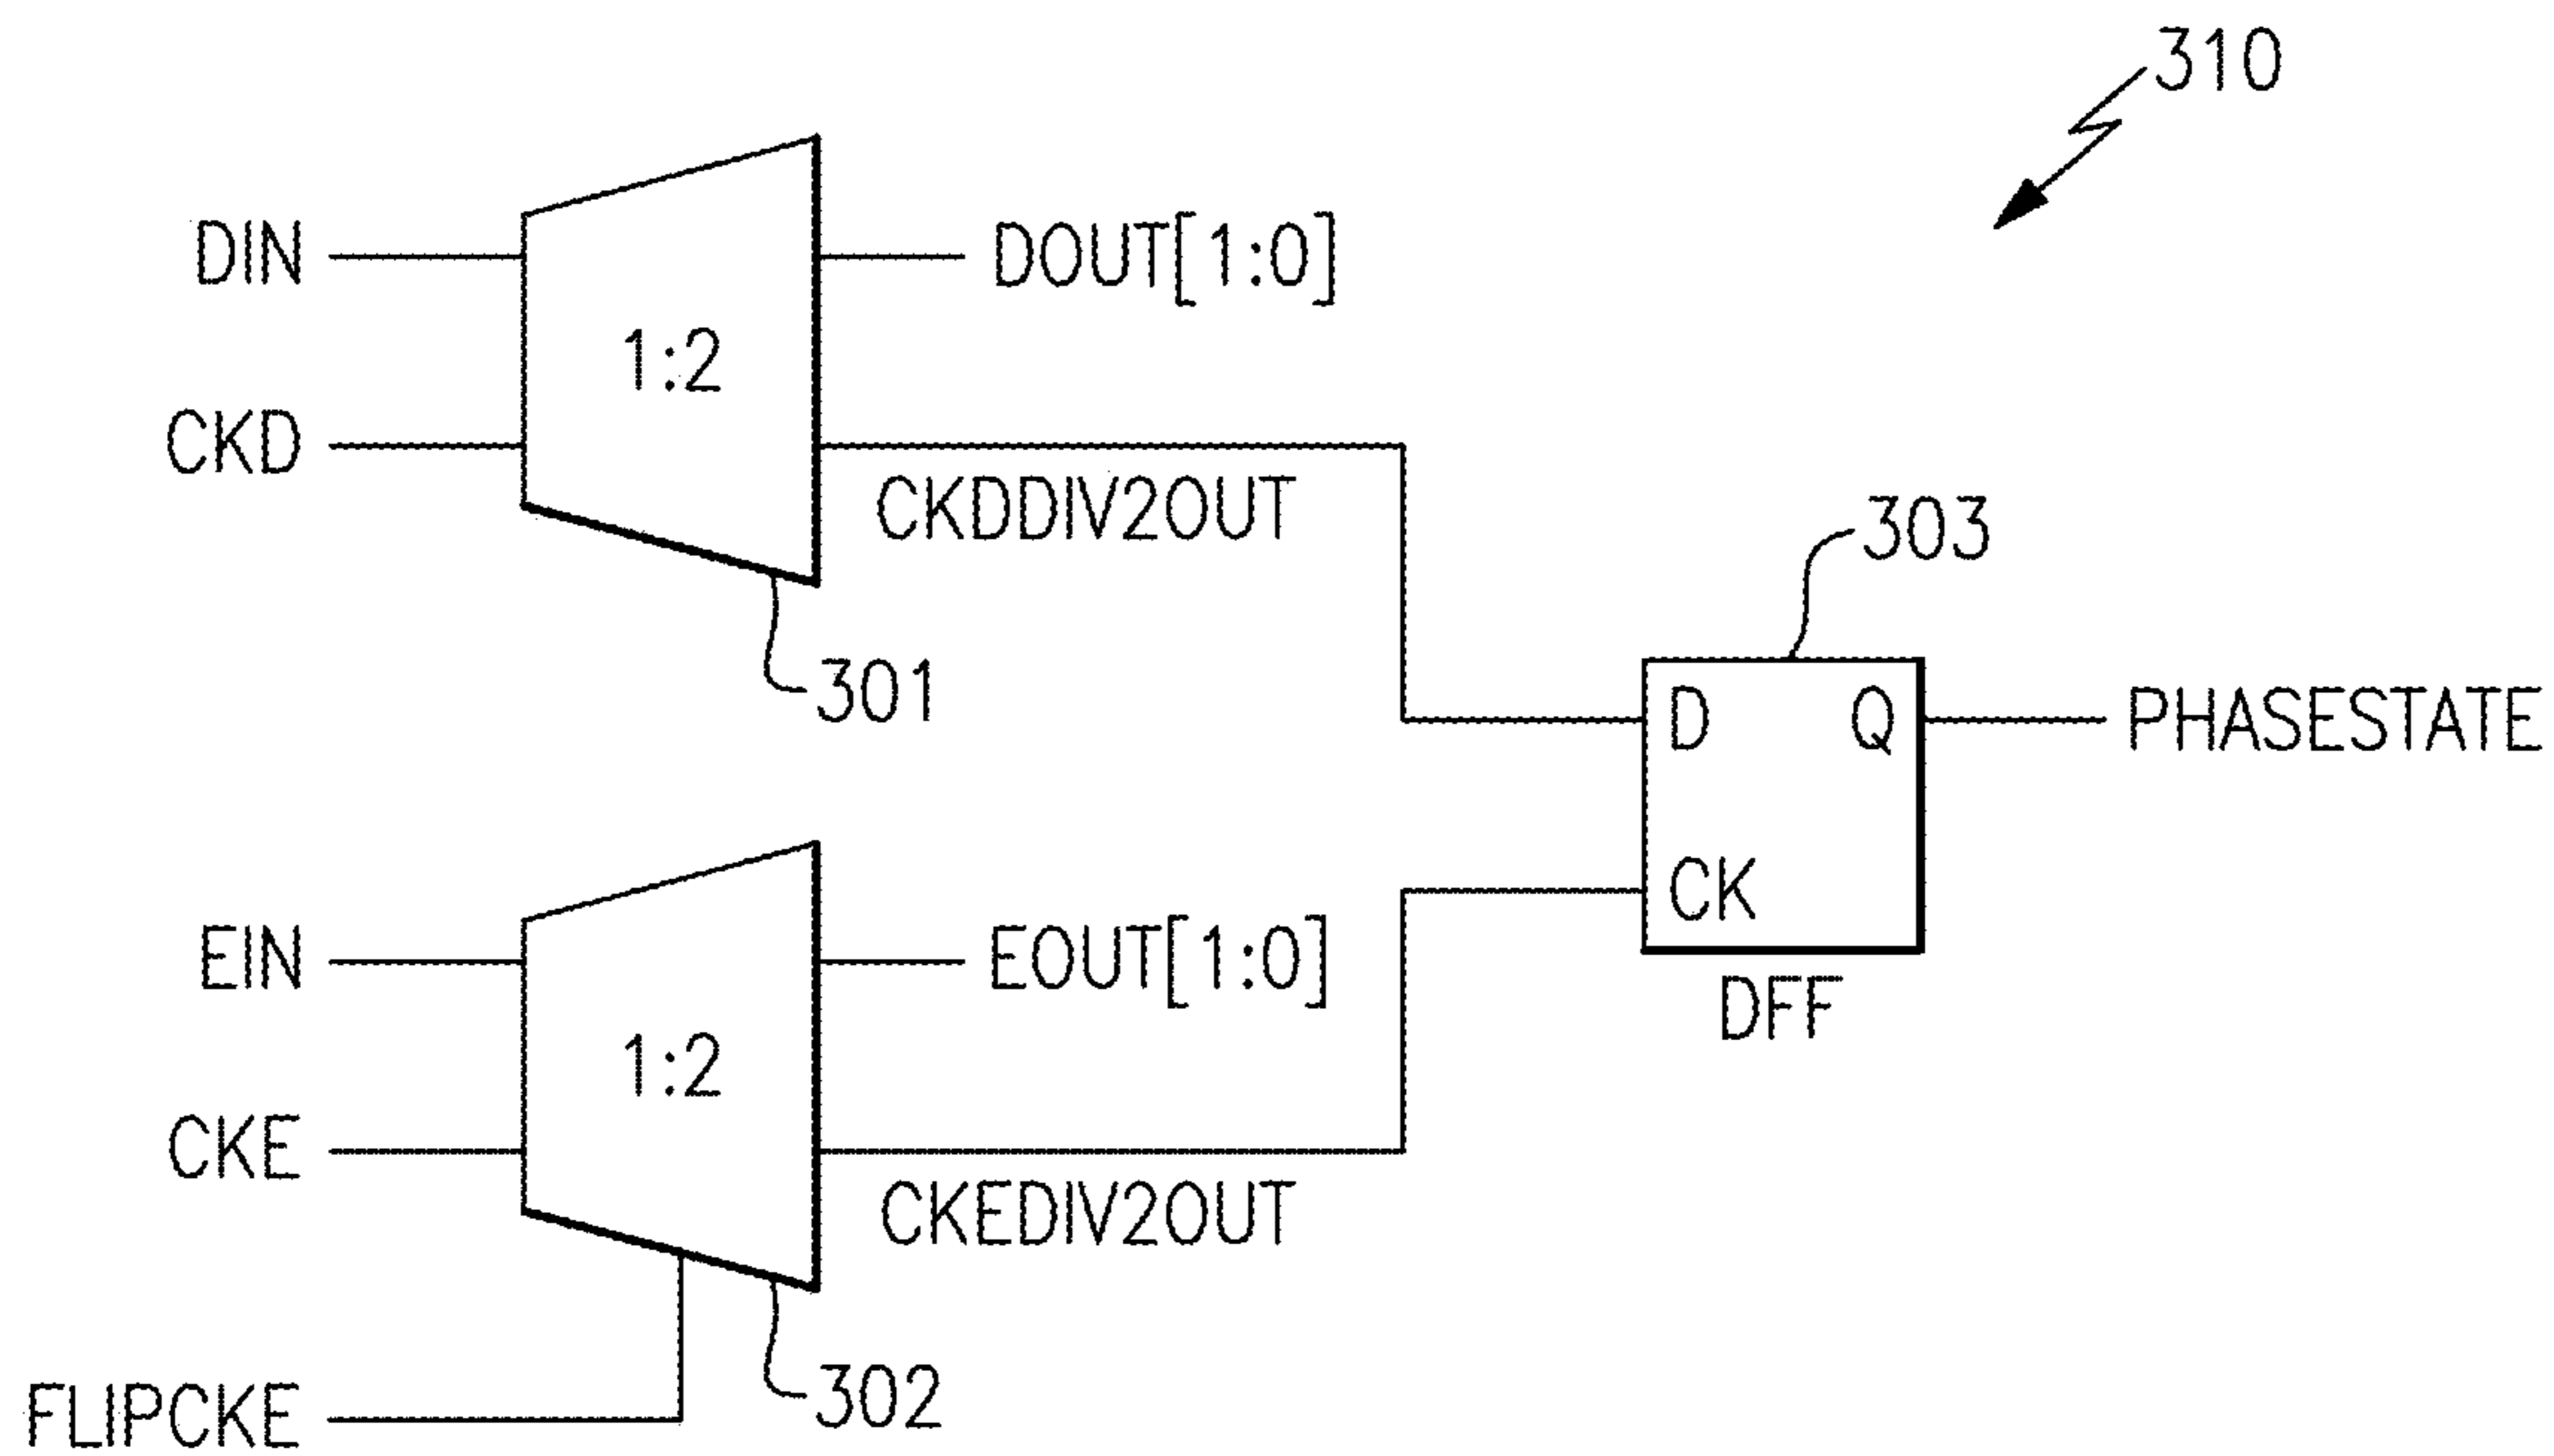 310
DIN
DOUT[1:0]
1:2
CKD
CKDDIV2OUT
301
303
D
Q
PHASESTATE
CK
DFF
EIN
EOUT[1:0]
1:2
CKE
CKEDIV2OUT
302
FLIPCKE